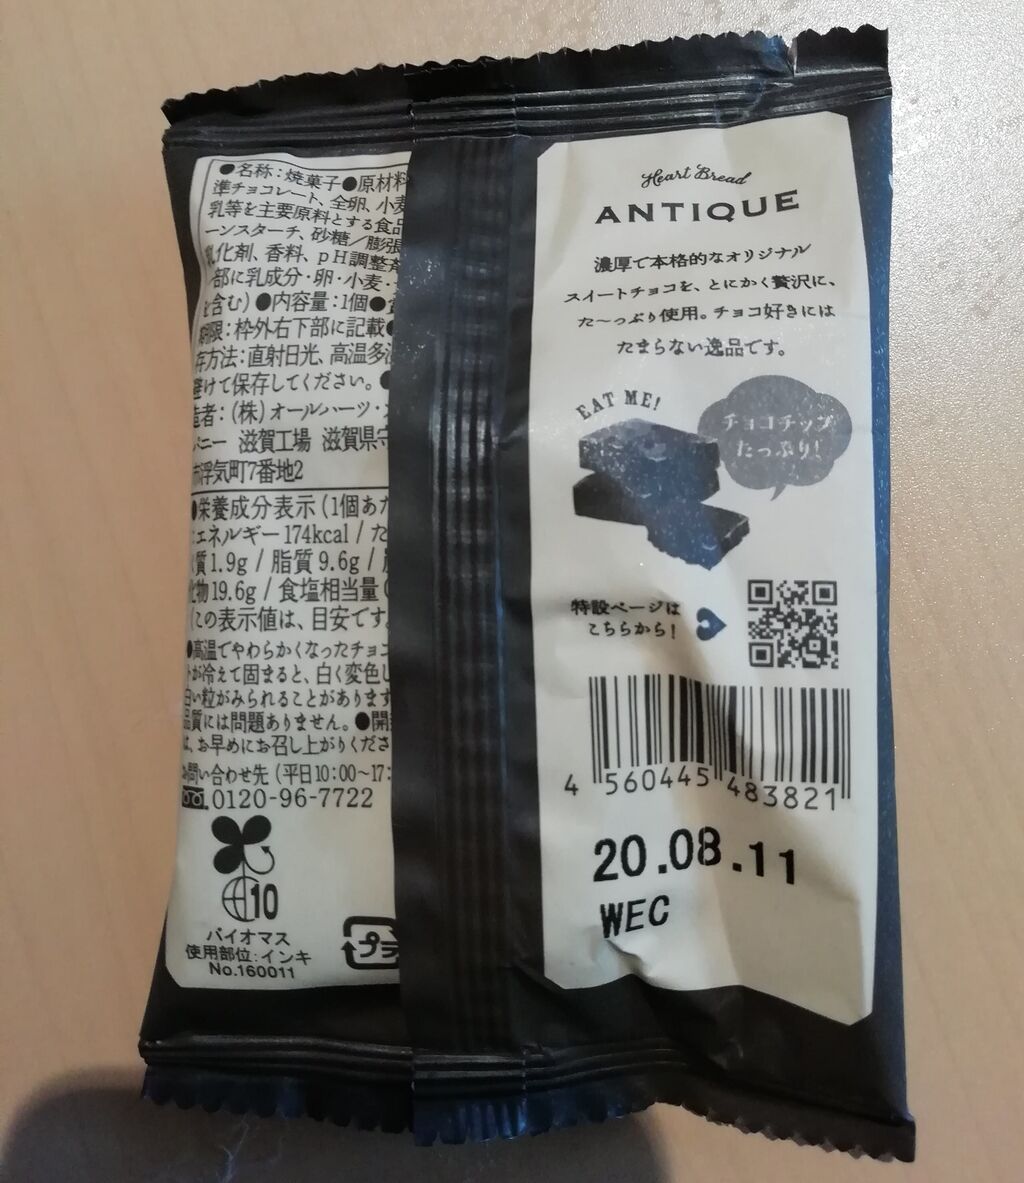 ●名称:焼菓子●原材料
準チョコレート、全卵、小麦
乳等を主要原料とする食品
ーンスターチ、砂糖/膨張
乳化剤、香料、pH調整剤
部に乳成分・卵・小麦・
を含む)●内容量:1個●
期限:枠外右下部に記載●
存方法:直射日光、高温多湿
避けて保存してください。●
造者:(株)オールハーツ・
パニー 滋賀工場 滋賀県守
市浮気町7番地2
●栄養成分表示(1個あた
:エネルギー174kcal/た
質1.9g/脂質9.6g/
化物19.6g/食塩相当量
(この表示値は、目安です。
●高温でやわらかくなったチョコ
トが冷えて固まると、白く変色し
白い粒がみられることがあります
品質には問題ありません。●開
は、お早めにお召し上がりくださ
お問い合わせ先(平日10:00〜17:
0120-96-7722
10
バイオマス
使用部位:インキ
No.160011
プラ
Heart Bread
ANTIQUE
濃厚で本格的なオリジナル
スイートチョコを、とにかく贅沢に、
た〜っぷり使用。チョコ好きには
たまらない逸品です。
EAT ME!
チョコチップ
たっぷり!
特設ページは
こちらから!
4 560445 483821
20.08.11
WEC